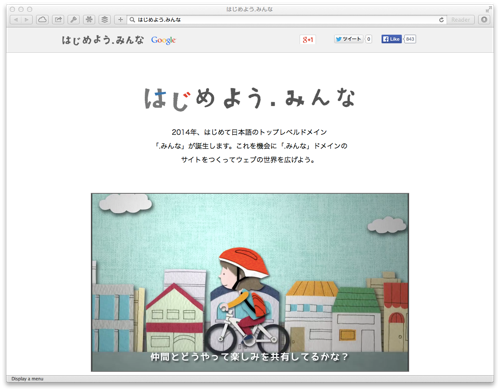 はじめよう.みんな
はじめよう.みんな
Reader
はじめよう.みんな Google
+1
ツイート 0
Like 843
はじめよう.みんな
2014年、はじめて日本語のトップレベルドメイン
「.みんな」が誕生します。これを機会に「.みんな」ドメインの
サイトをつくってウェブの世界を広げよう。
仲間とどうやって楽しみを共有してるかな？
Display a menu